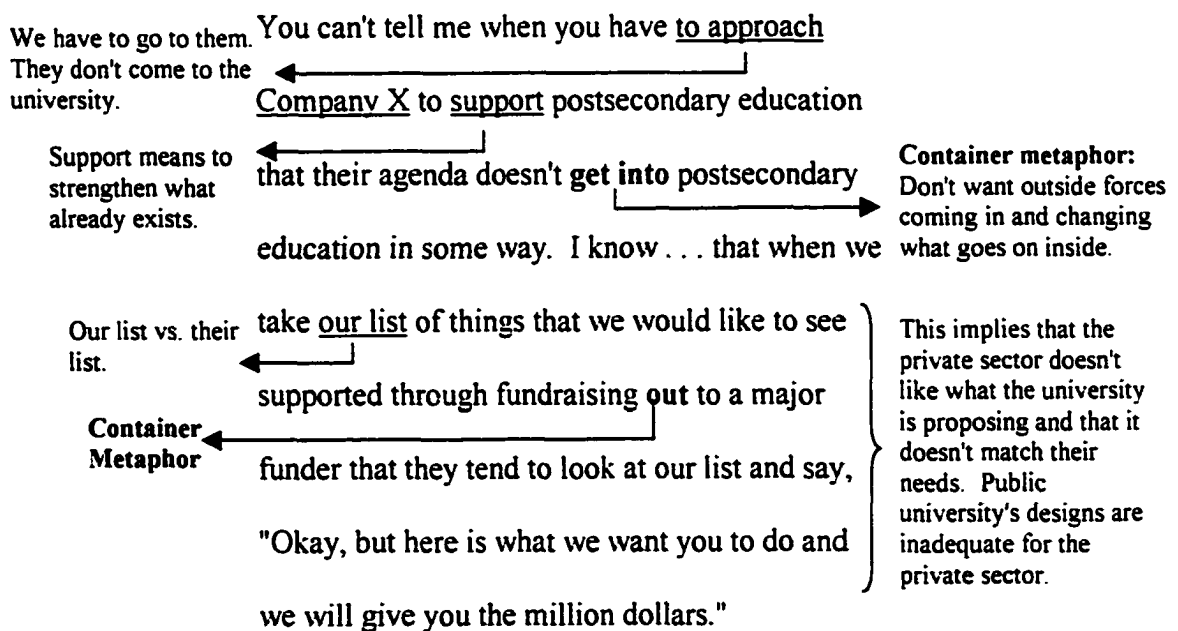 We have to go to them.
They don't come to the
university.
You can't tell me when you have to approach
Company X to support postsecondary education
Support means to
strengthen what
already exists.
that their agenda doesn't get into postsecondary
Container metaphor:
Don't want outside forces
coming in and changing
what goes on inside.
education in some way. I know . . . that when we
Our list vs. their
list.
take our list of things that we would like to see
supported through fundraising out to a major
Container
Metaphor
funder that they tend to look at our list and say,
"Okay, but here is what we want you to do and
we will give you the million dollars."
This implies that the
private sector doesn't
like what the university
is proposing and that it
doesn't match their
needs. Public
university's designs are
inadequate for the
private sector.